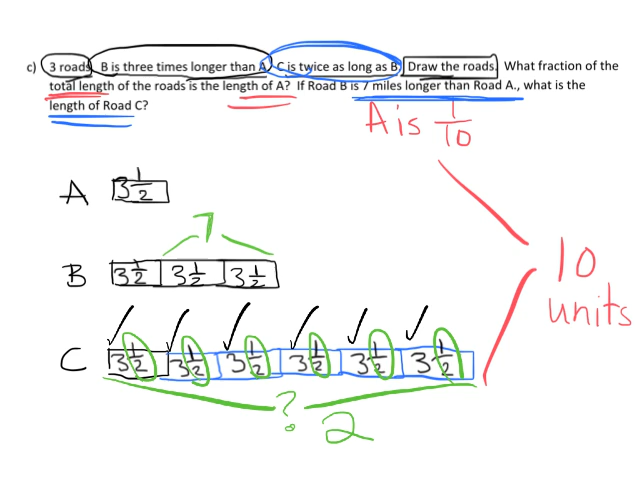 c) 3 roads. B is three times longer than A. C is twice as long as B. Draw the roads. What fraction of the
total length of the roads is the length of A? If Road B is 7 miles longer than Road A., what is the
length of Road C?
A is 1/10
A 3 1/2
7
B 3 1/2 3 1/2 3 1/2
10
units
C 3 1/2 3 1/2 3 1/2 3 1/2 3 1/2 3 1/2
? 2